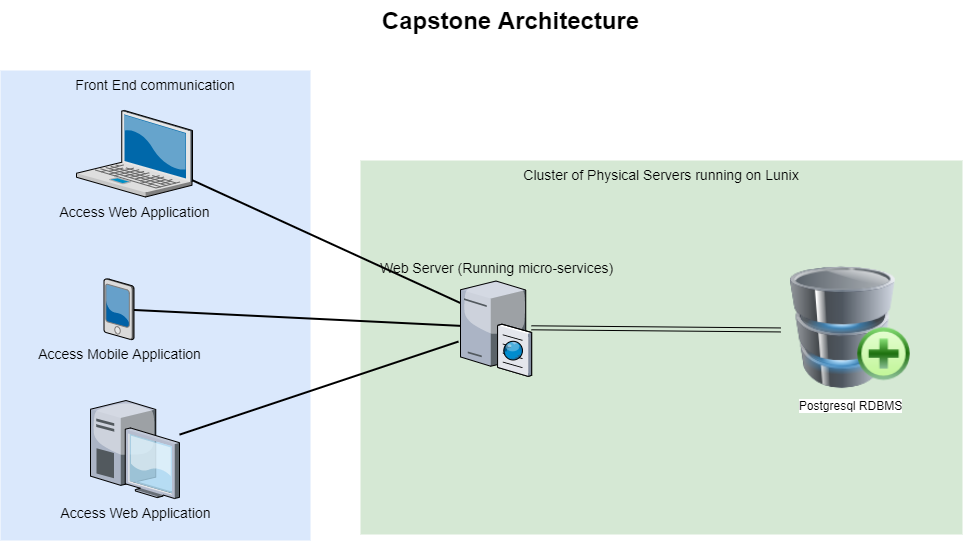 Capstone Architecture
Front End communication
Cluster of Physical Servers running on Lunix
Access Web Application
Web Server (Running micro-services)
Access Mobile Application
Postgresql RDBMS
Access Web Application